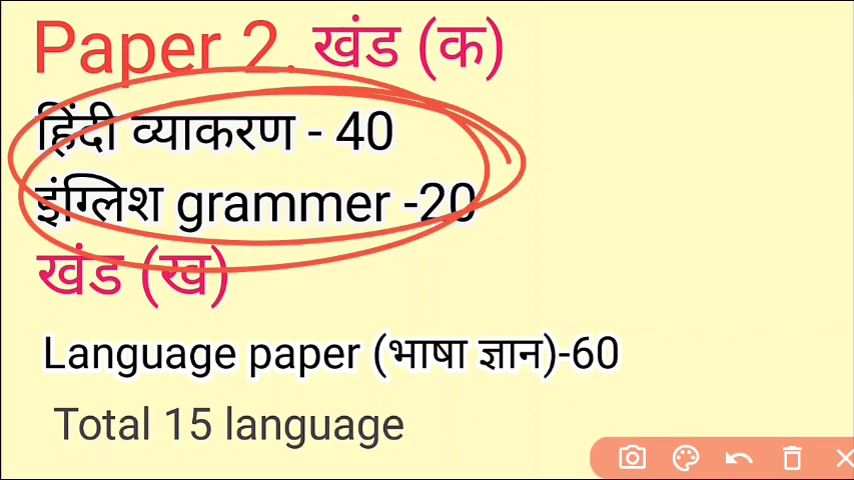 Paper 2. खंड (क)
हिंदी व्याकरण - 40
इंग्लिश grammer -20
खंड (ख)
Language paper (भाषा ज्ञान)-60
Total 15 language